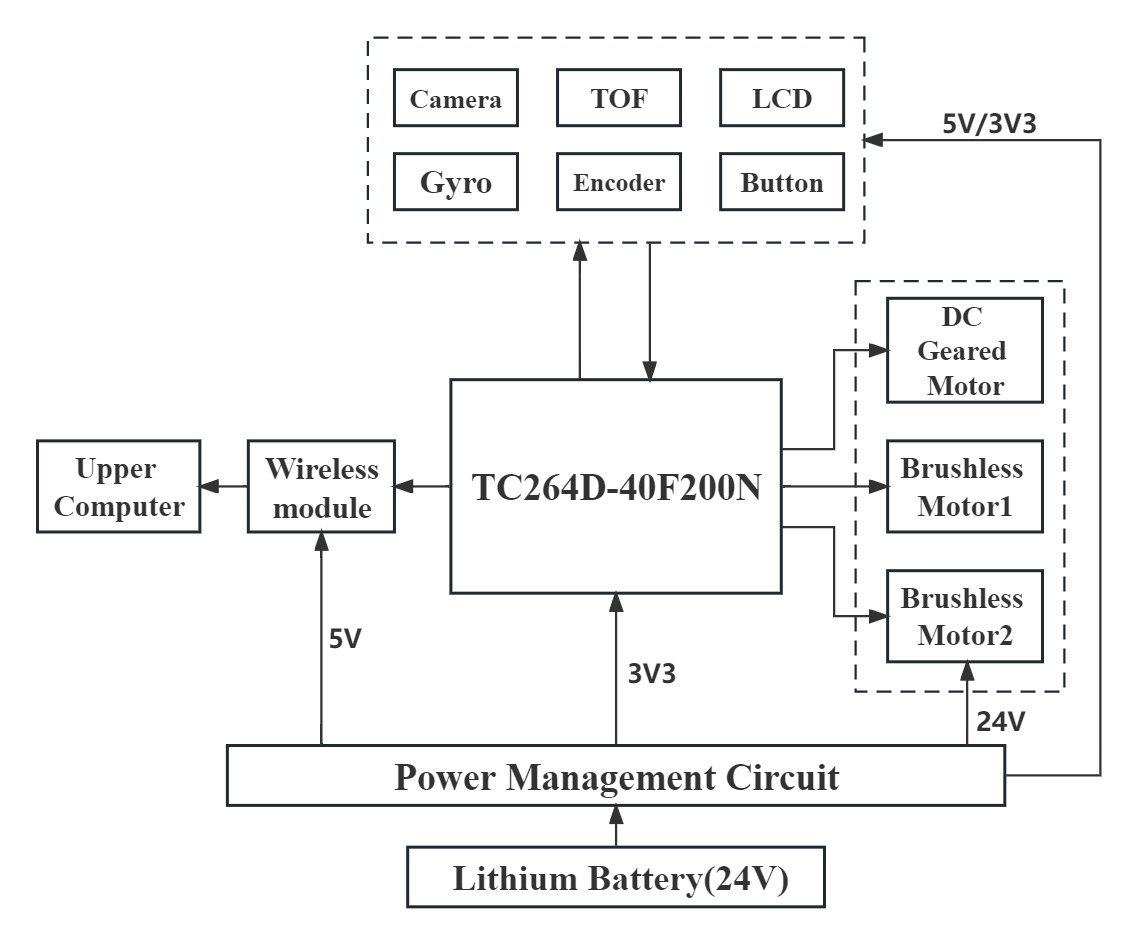 Camera
TOF
LCD
5V/3V3
Gyro
Encoder
Button
DC
Geared
Motor
Upper
Computer
Wireless
module
TC264D-40F200N
Brushless
Motor1
Brushless
Motor2
5V
3V3
24V
Power Management Circuit
Lithium Battery(24V)